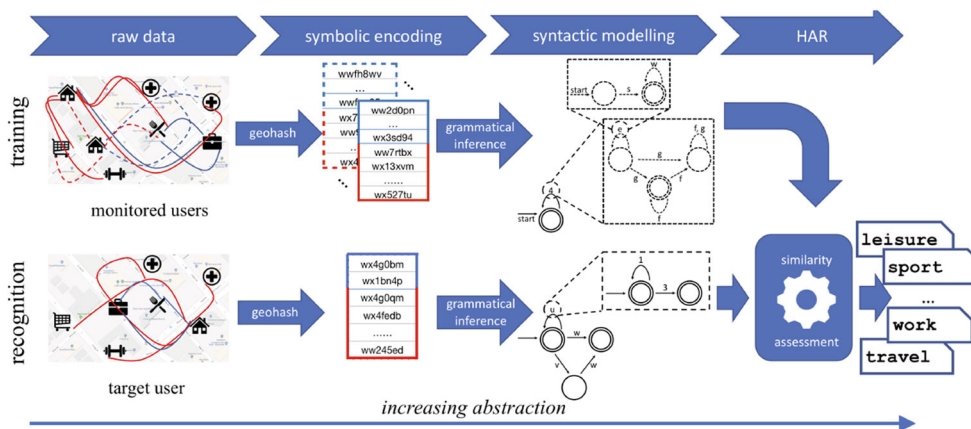 raw data
symbolic encoding
syntactic modelling
HAR
training
monitored users
geohash
wwfh8wv
...
ww2d0pn
...
wx3sd94
ww7rtbx
wx13xvm
......
wx527tu
grammatical
inference
start
s
w
e
f, g
g
g
f
f
4
start
recognition
target user
geohash
wx4g0bm
wx1bn4p
wx4g0qm
wx4fedb
......
ww245ed
grammatical
inference
1
3
u
w
v
w
similarity
assessment
leisure
sport
...
work
travel
increasing abstraction